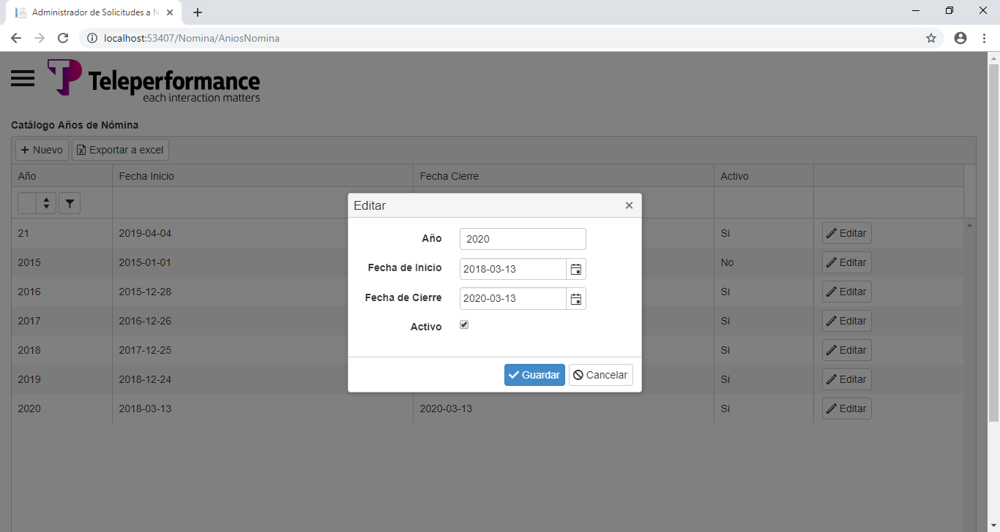 Administrador de Solicitudes a N
localhost:53407/Nomina/AniosNomina
Teleperformance
each interaction matters
Catálogo Años de Nómina
Nuevo Exportar a excel
Año Fecha Inicio Fecha Cierre Activo
21 2019-04-04 Si Editar
2015 2015-01-01 No Editar
2016 2015-12-28 Si Editar
2017 2016-12-26 Si Editar
2018 2017-12-25 Si Editar
2019 2018-12-24 Si Editar
2020 2018-03-13 2020-03-13 Si Editar
Editar
Año 2020
Fecha de Inicio 2018-03-13
Fecha de Cierre 2020-03-13
Activo
Guardar Cancelar